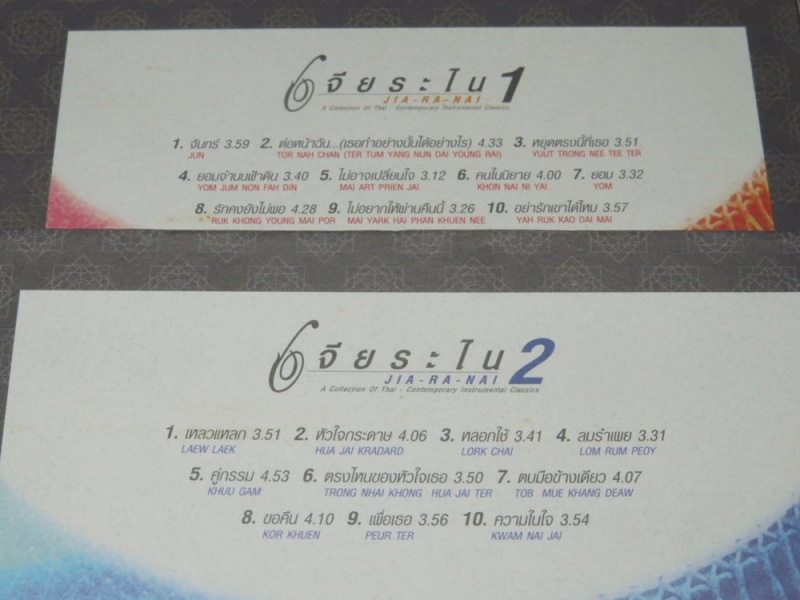 จียระไน 1
JIA-RA-NAI
A Collection Of Thai - Contemporary Instrumental Classics
1. จันทร์ 3.59 2. ต่อหน้าฉัน...(เธอทำอย่างนั้นได้อย่างไร) 4.33 3. หยุดตรงนี้ที่เธอ 3.51
JUN TOR NAH CHAN (TER TUM YANG NUN DAI YOUNG RAI) YUUT TRONG NEE TEE TER
4. ยอมจำนนฟ้าดิน 3.40 5. ไม่อาจเปลี่ยนใจ 3.12 6. คนในนิยาย 4.00 7. ยอม 3.32
YOM JUM NON FAH DIN MAI ART PRIEN JAI KHON NAI NI YAI YOM
8. รักคงยังไม่พอ 4.28 9. ไม่อยากให้ผ่านคืนนี้ 3.26 10. อย่ารักเขาได้ไหม 3.57
RUK KHONG YOUNG MAI POR MAI YARK HAI PHAN KHUEN NEE YAH RUK KAO DAI MAI
จียระไน 2
JIA-RA-NAI
A Collection Of Thai - Contemporary Instrumental Classics
1. เหลวแหลก 3.51 2. หัวใจกระดาษ 4.06 3. หลอกใช้ 3.41 4. ลมรำเพย 3.31
LAEW LAEK HUA JAI KRADARD LORK CHAI LOM RUM PEOY
5. คู่กรรม 4.53 6. ตรงไหนของหัวใจเธอ 3.50 7. ตบมือข้างเดียว 4.07
KHUU GAM TRONG NHAI KHONG HUA JAI TER TOB MUE KHANG DEAW
8. ขอคืน 4.10 9. เพื่อเธอ 3.56 10. ความในใจ 3.54
KOR KHUEN PEUR TER KWAM NAI JAI